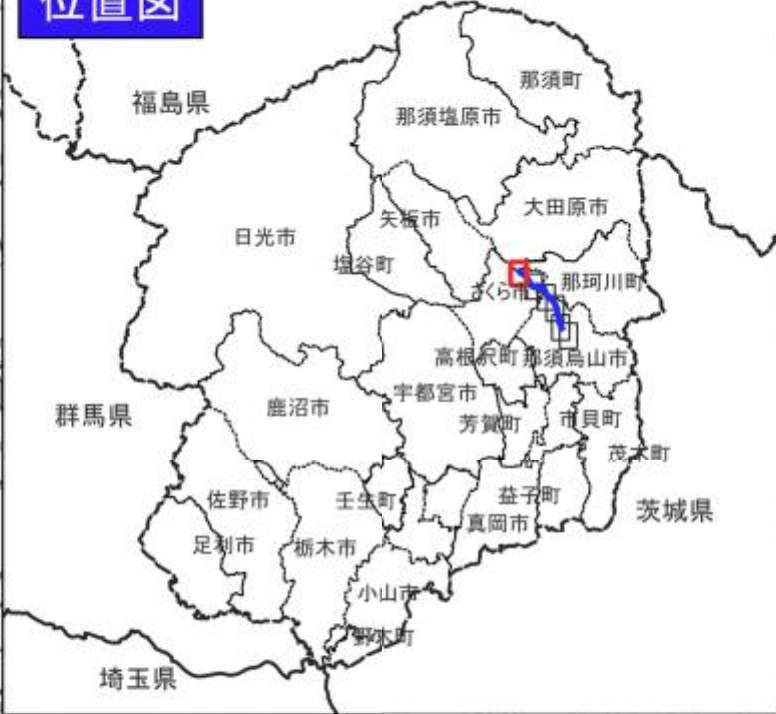 位置図
那須町
福島県
那須塩原市
大田原市
矢板市
日光市
塩谷町
那珂川町
さくら市
高根沢町
那須烏山市
宇都宮市
鹿沼市
群馬県
芳賀町
市貝町
茂木町
佐野市
壬生町
益子町
茨城県
真岡市
足利市
栃木市
小山市
野木町
埼玉県